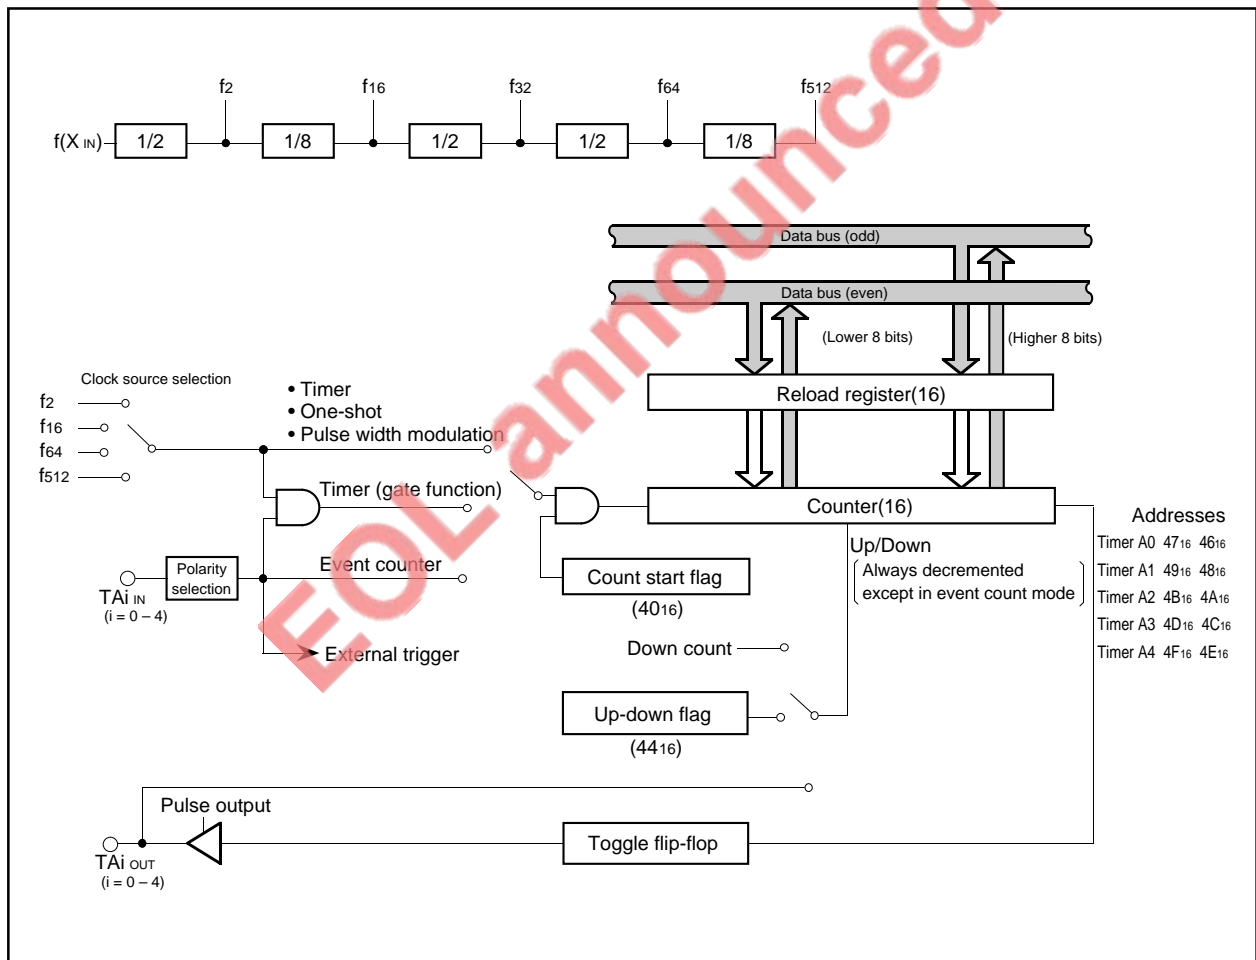 f2 f16 f32 f64 f512
f(X IN) 1/2 1/8 1/2 1/2 1/8
Data bus (odd)
Data bus (even)
(Lower 8 bits) (Higher 8 bits)
Reload register(16)
Clock source selection
f2
f16
f64
f512
• Timer
• One-shot
• Pulse width modulation
Timer (gate function)
Counter(16)
Addresses
Timer A0 4716 4616
Timer A1 4916 4816
Timer A2 4B16 4A16
Timer A3 4D16 4C16
Timer A4 4F16 4E16
Up/Down
Always decremented
except in event count mode
Polarity
selection
Event counter
TAi IN
(i = 0 – 4)
Count start flag
(4016)
External trigger
Down count
Up-down flag
(4416)
Pulse output
TAi OUT
(i = 0 – 4)
Toggle flip-flop
EOL announced